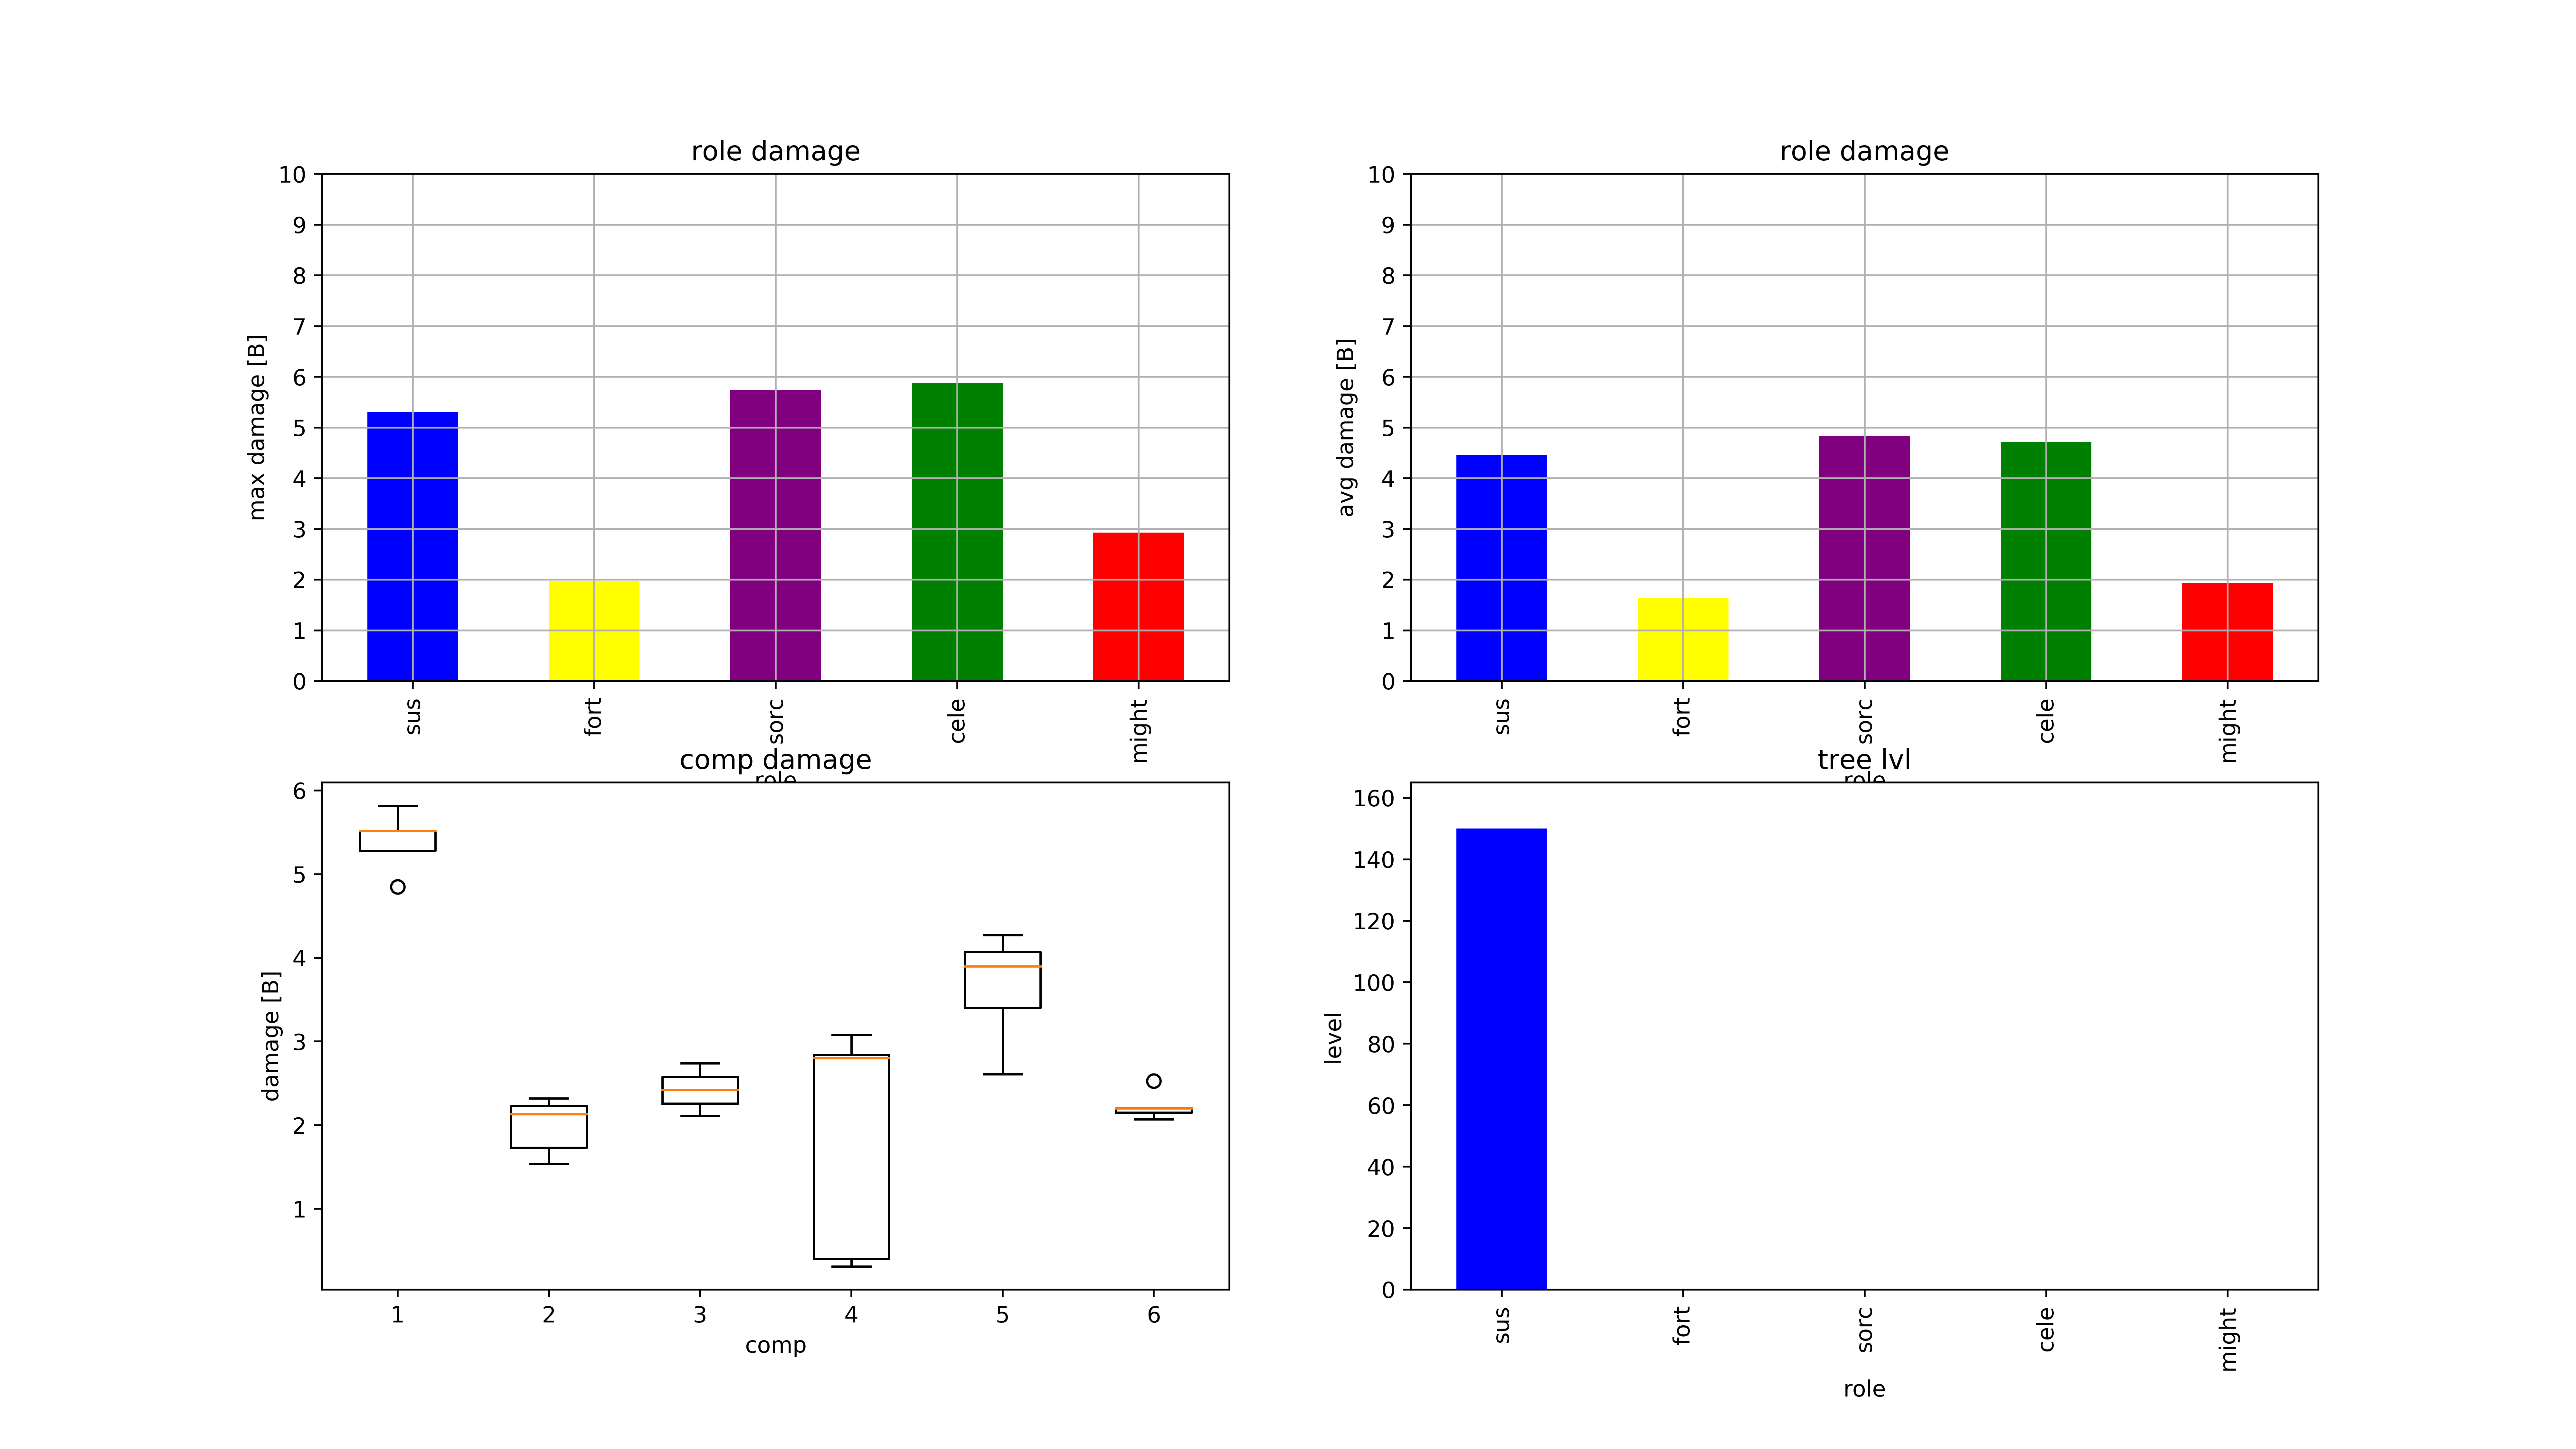 role damage
10
9
8
7
6
5
4
3
2
1
0
max damage [B]
sus
fort
sorc
cele
might
role
role damage
10
9
8
7
6
5
4
3
2
1
0
avg damage [B]
sus
fort
sorc
cele
might
role
comp damage
6
5
4
3
2
1
damage [B]
1 2 3 4 5 6
comp
tree lvl
160
140
120
100
80
60
40
20
0
level
sus
fort
sorc
cele
might
role